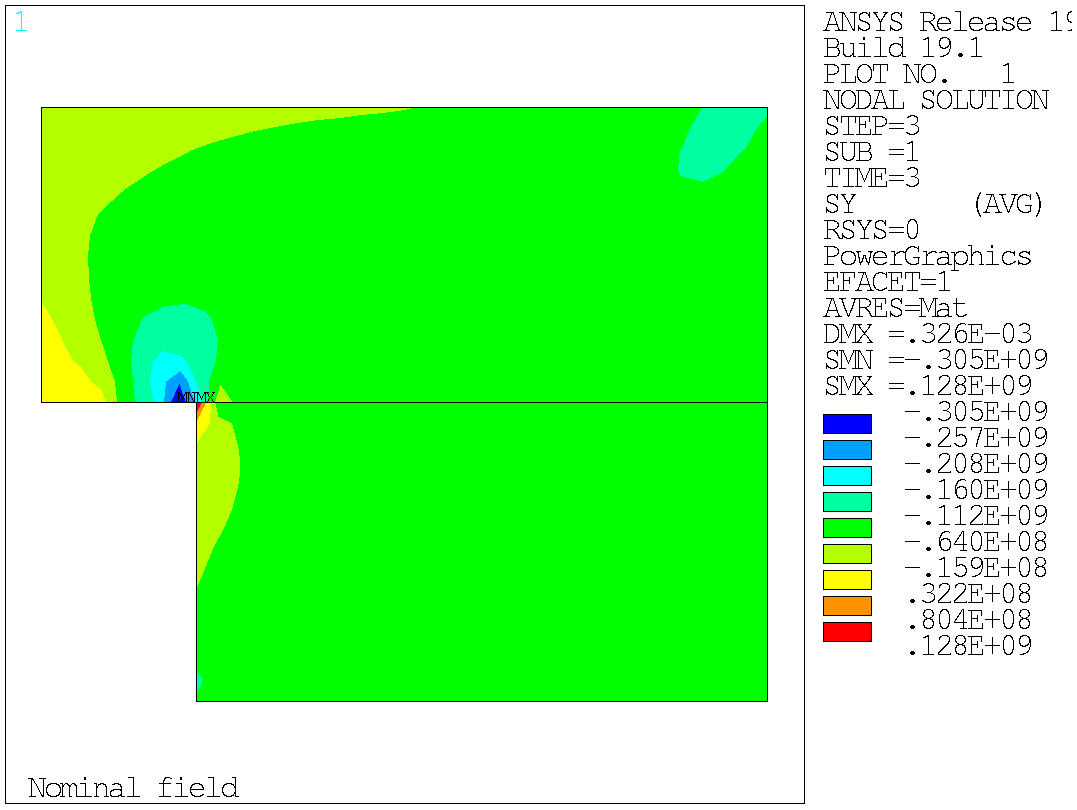 1
ANSYS Release 19
Build 19.1
PLOT NO. 1
NODAL SOLUTION
STEP=3
SUB =1
TIME=3
SY (AVG)
RSYS=0
PowerGraphics
EFACET=1
AVRES=Mat
DMX =.326E-03
SMN =-.305E+09
SMX =.128E+09
MNMX
-.305E+09
-.257E+09
-.208E+09
-.160E+09
-.112E+09
-.640E+08
-.159E+08
.322E+08
.804E+08
.128E+09
Nominal field